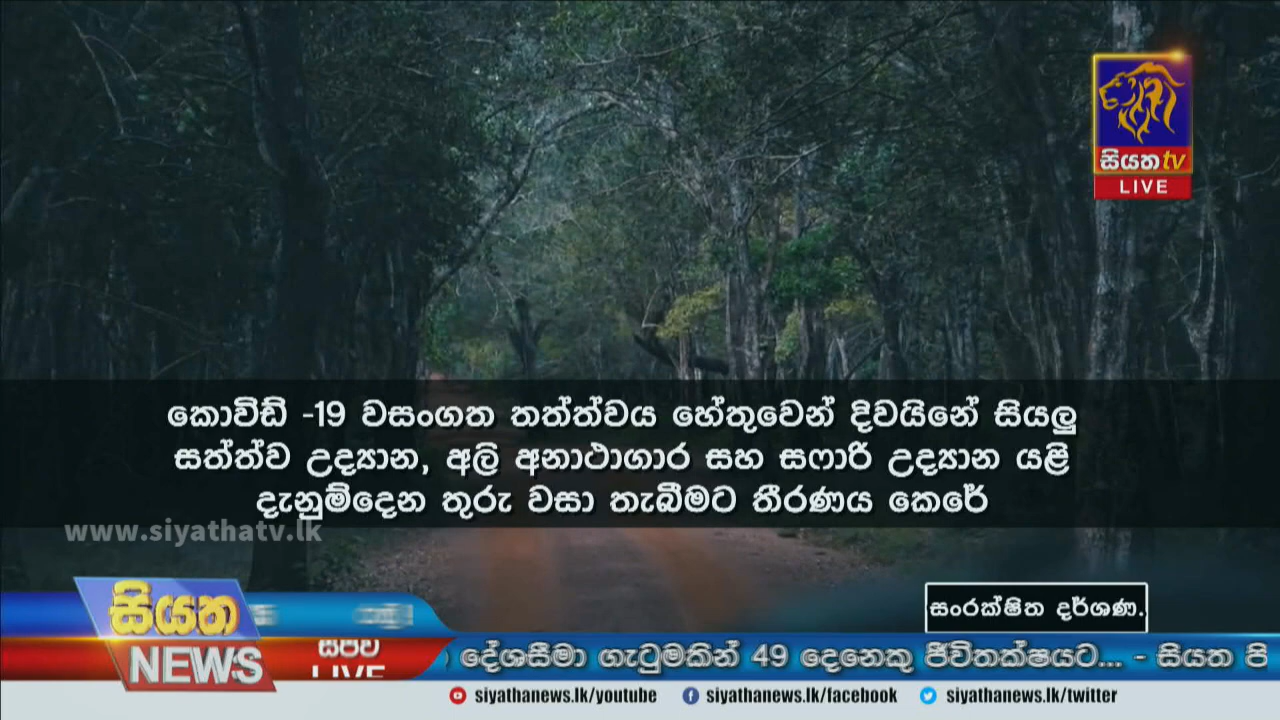 සියත tv
LIVE
කොවිඩ් -19 වසංගත තත්ත්වය හේතුවෙන් දිවයිනේ සියලු
සත්ත්ව උද්‍යාන, අලි අනාථාගාර සහ සෆාරි උද්‍යාන යළි
දැනුම්දෙන තුරු වසා තැබීමට තීරණය කෙරේ
www.siyathatv.lk
සංරක්ෂිත දර්ශණ.
සියත
NEWS
සජීව
LIVE
දේශසීමා ගැටුමකින් 49 දෙනෙකු ජීවිතක්ෂයට... - සියත පි
siyathanews.lk/youtube siyathanews.lk/facebook siyathanews.lk/twitter